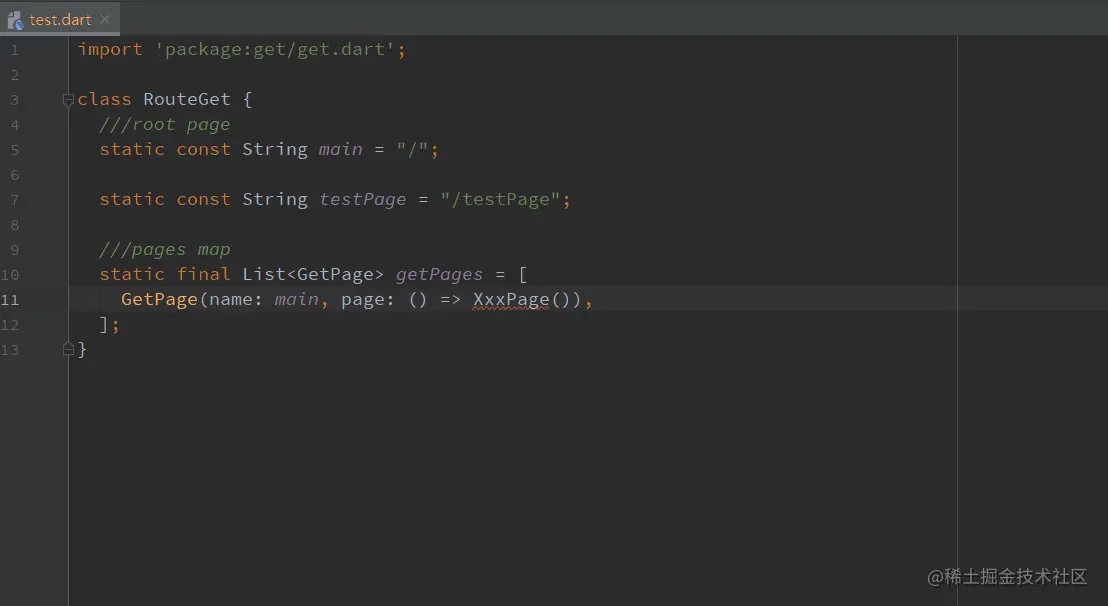 test.dart
1 import 'package:get/get.dart';
2
3 class RouteGet {
4 ///root page
5 static const String main = "/";
6
7 static const String testPage = "/testPage";
8
9 ///pages map
10 static final List<GetPage> getPages = [
11 GetPage(name: main, page: () => XxxPage()),
12 ];
13 }
@稀土掘金技术社区